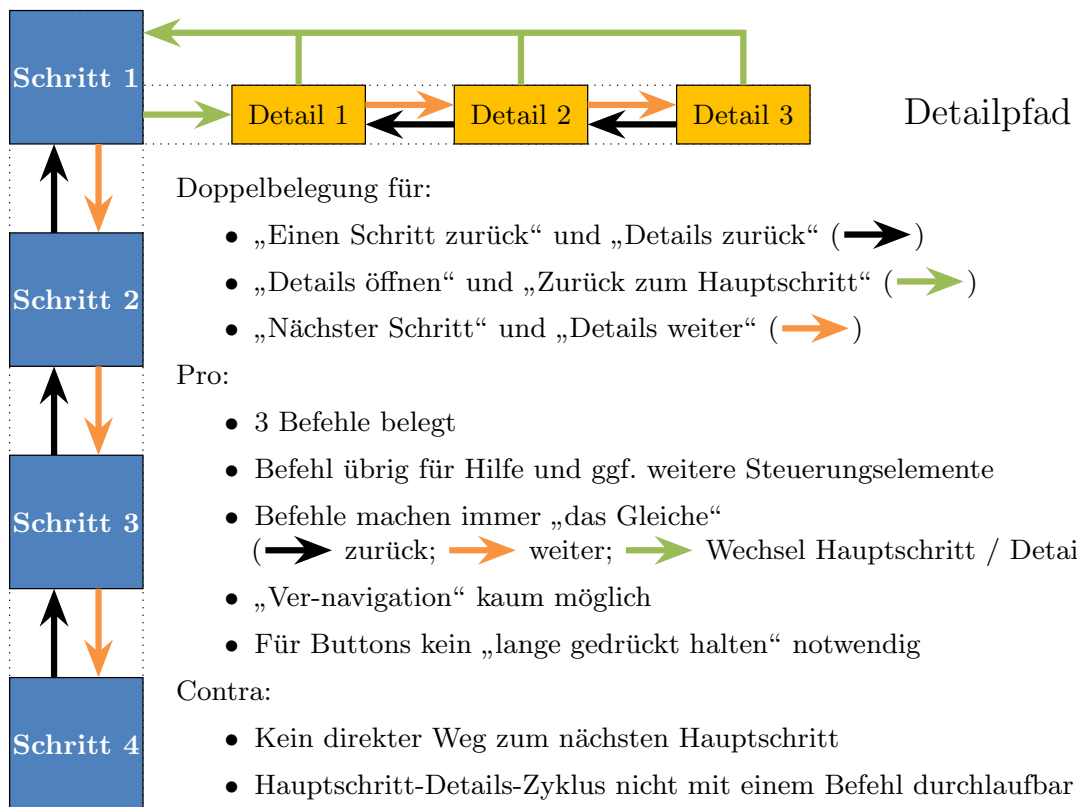 Schritt 1
Detail 1
Detail 2
Detail 3
Detailpfad
Doppelbelegung für:
• „Einen Schritt zurück“ und „Details zurück“ ( )
Schritt 2
• „Details öffnen“ und „Zurück zum Hauptschritt“ ( )
• „Nächster Schritt“ und „Details weiter“ ( )
Pro:
• 3 Befehle belegt
• Befehl übrig für Hilfe und ggf. weitere Steuerungselemente
Schritt 3
• Befehle machen immer „das Gleiche“
( zurück; weiter; Wechsel Hauptschritt / Detai
• „Ver-navigation“ kaum möglich
• Für Buttons kein „lange gedrückt halten“ notwendig
Contra:
Schritt 4
• Kein direkter Weg zum nächsten Hauptschritt
• Hauptschritt-Details-Zyklus nicht mit einem Befehl durchlaufbar